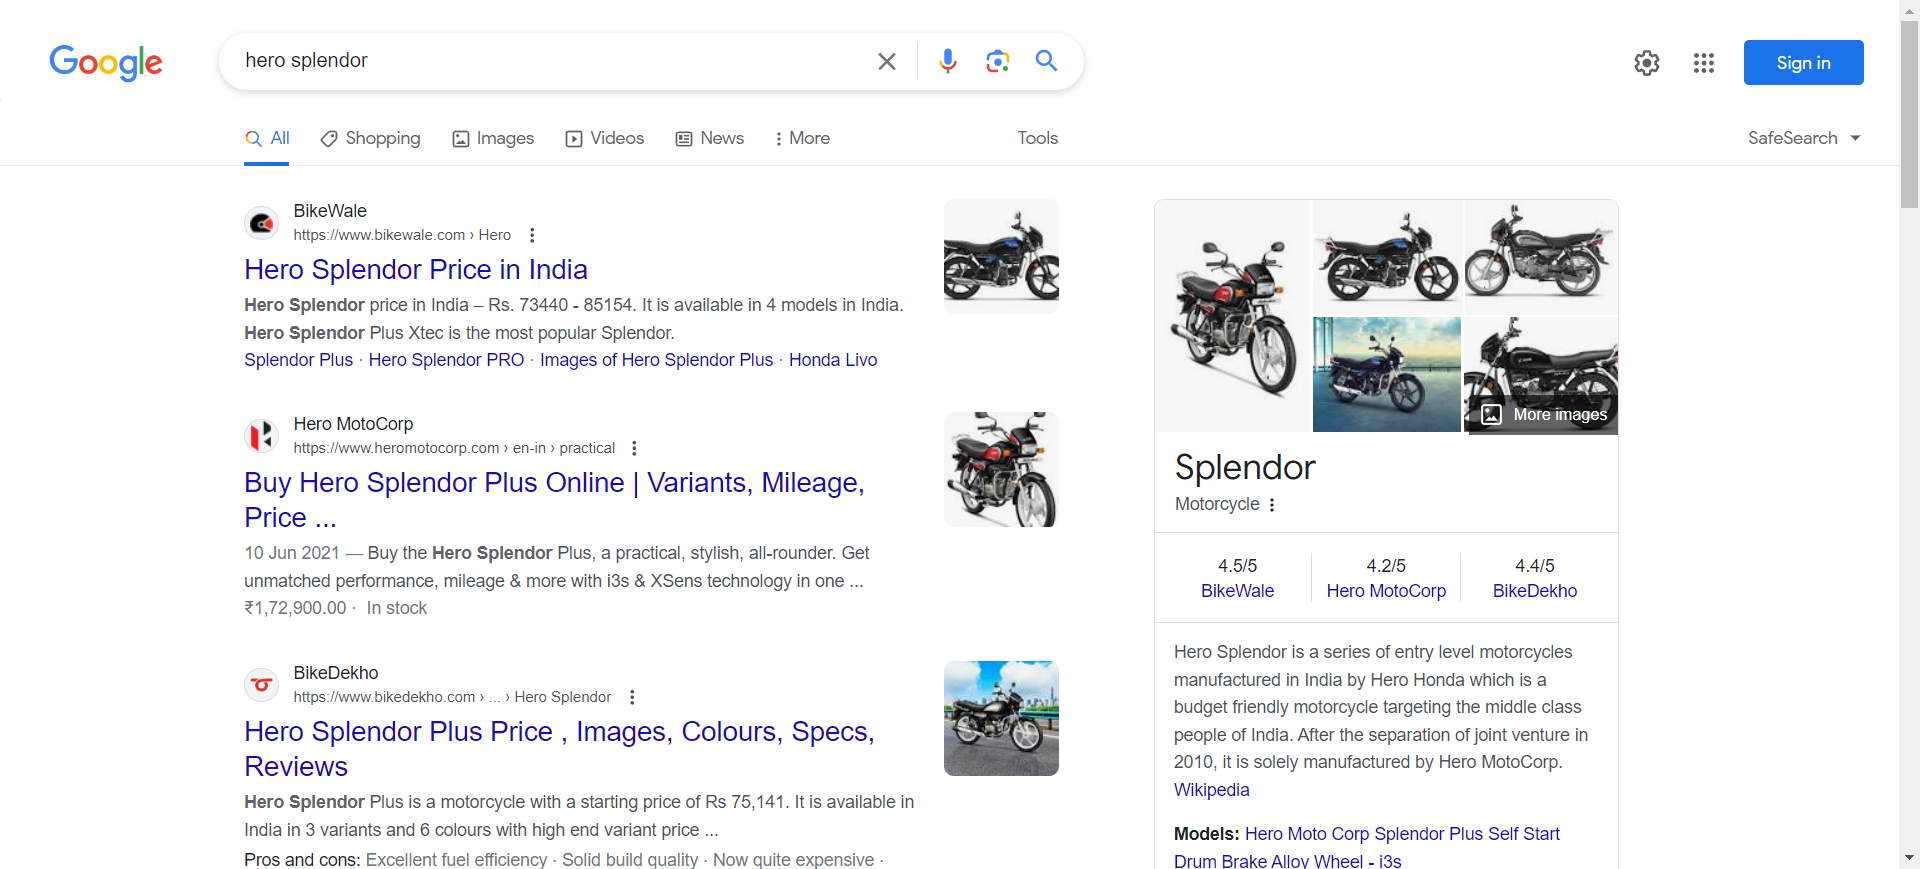 Google
hero splendor
Sign in
All
Shopping
Images
Videos
News
More
Tools
SafeSearch
BikeWale
https://www.bikewale.com › Hero
Hero Splendor Price in India
Hero Splendor price in India – Rs. 73440 - 85154. It is available in 4 models in India.
Hero Splendor Plus Xtec is the most popular Splendor.
Splendor Plus · Hero Splendor PRO · Images of Hero Splendor Plus · Honda Livo
Hero MotoCorp
https://www.heromotocorp.com › en-in › practical
Buy Hero Splendor Plus Online | Variants, Mileage,
Price ...
10 Jun 2021 — Buy the Hero Splendor Plus, a practical, stylish, all-rounder. Get
unmatched performance, mileage & more with i3s & XSens technology in one ...
₹1,72,900.00 · In stock
BikeDekho
https://www.bikedekho.com › ... › Hero Splendor
Hero Splendor Plus Price , Images, Colours, Specs,
Reviews
Hero Splendor Plus is a motorcycle with a starting price of Rs 75,141. It is available in
India in 3 variants and 6 colours with high end variant price ...
Pros and cons: Excellent fuel efficiency · Solid build quality · Now quite expensive ·
More images
Splendor
Motorcycle
4.5/5
BikeWale
4.2/5
Hero MotoCorp
4.4/5
BikeDekho
Hero Splendor is a series of entry level motorcycles
manufactured in India by Hero Honda which is a
budget friendly motorcycle targeting the middle class
people of India. After the separation of joint venture in
2010, it is solely manufactured by Hero MotoCorp.
Wikipedia
Models: Hero Moto Corp Splendor Plus Self Start
Drum Brake Alloy Wheel - i3s